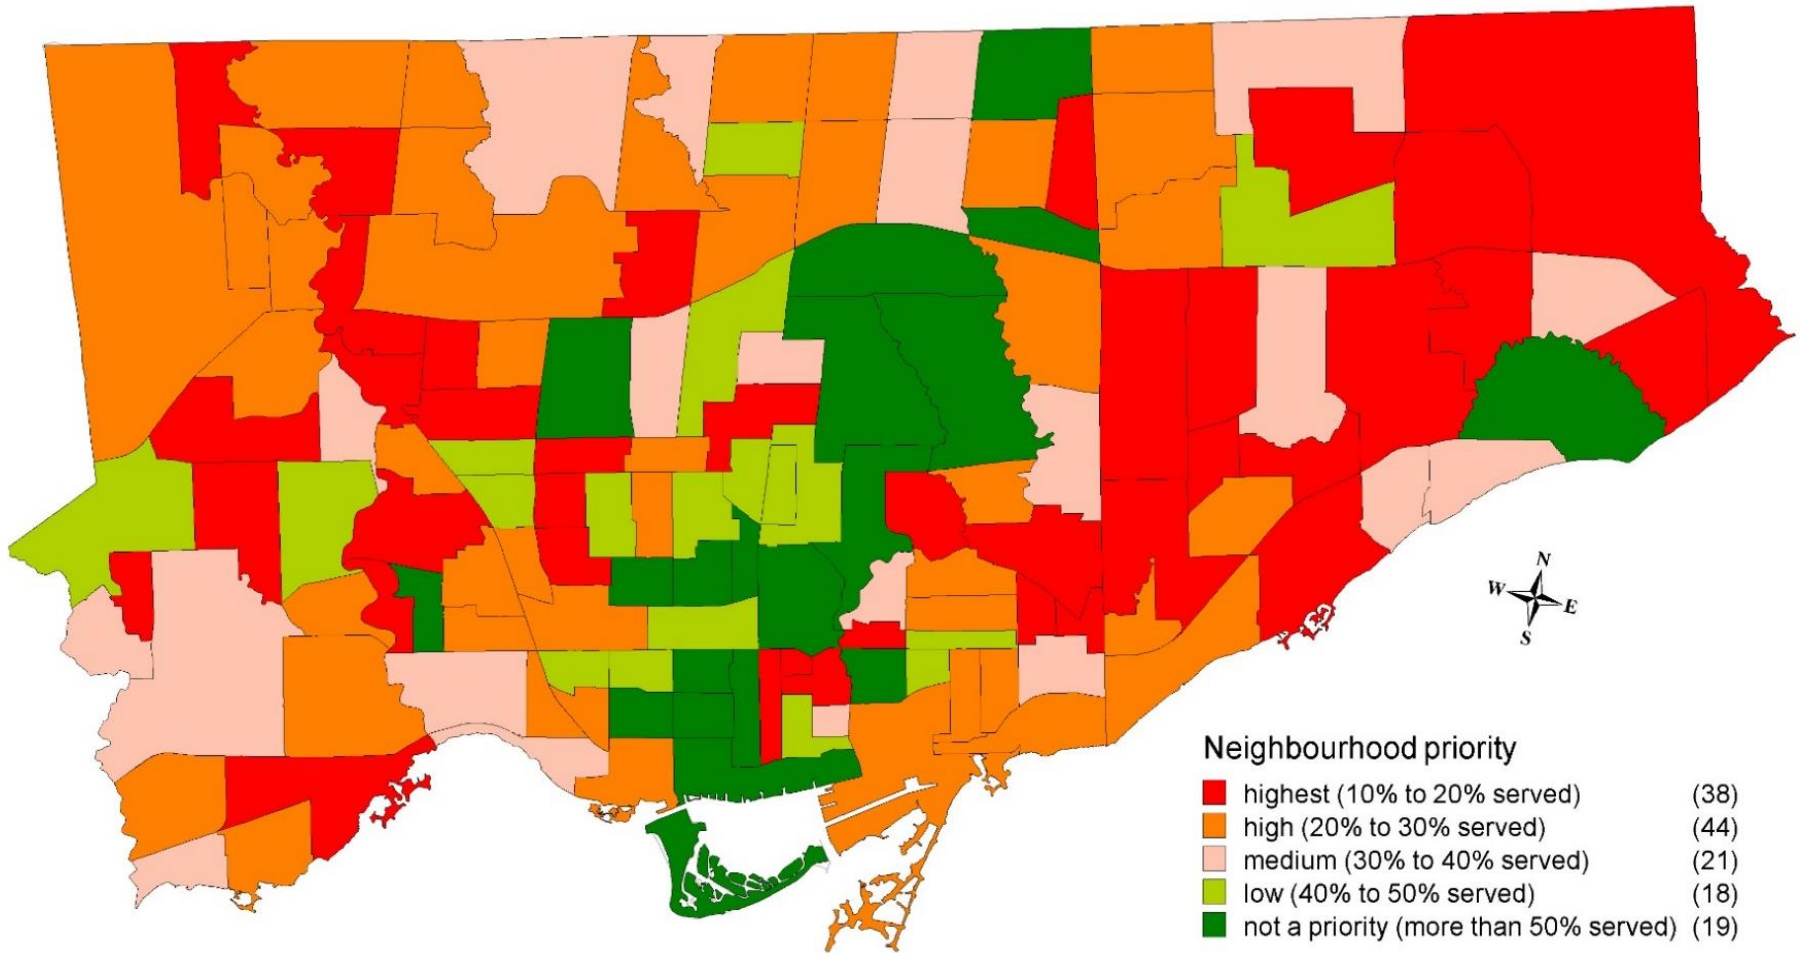 N
W E
S
Neighbourhood priority
highest (10% to 20% served) (38)
high (20% to 30% served) (44)
medium (30% to 40% served) (21)
low (40% to 50% served) (18)
not a priority (more than 50% served) (19)